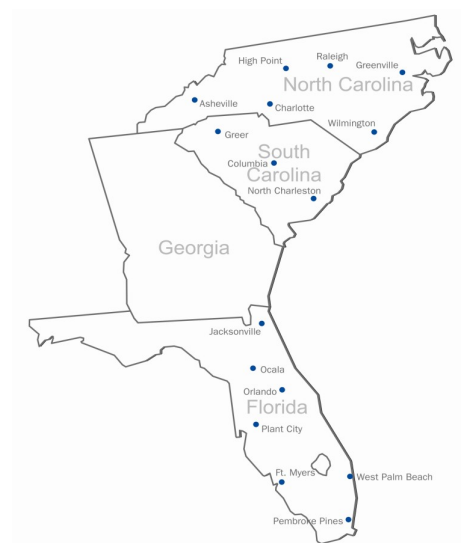 Raleigh
High Point
Greenville
North Carolina
Asheville
Charlotte
Wilmington
Greer
South
Carolina
Columbia
North Charleston
Georgia
Jacksonville
Ocala
Orlando
Florida
Plant City
Ft. Myers
West Palm Beach
Pembroke Pines